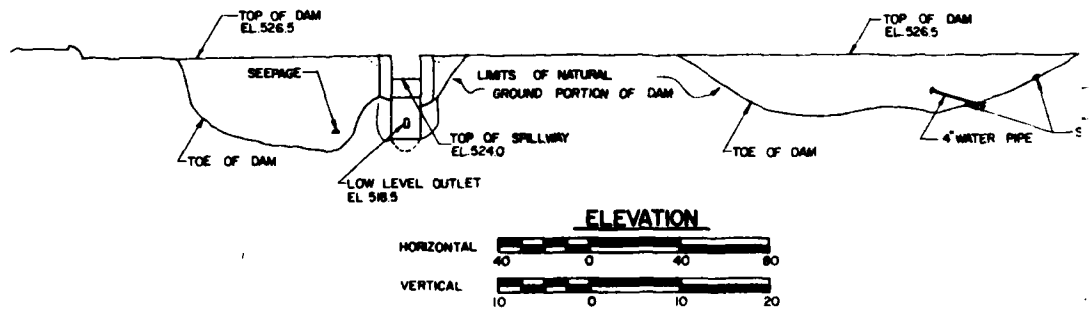 TOP OF DAM
EL. 526.5
TOP OF DAM
EL. 526.5
SEEPAGE
LIMITS OF NATURAL
GROUND PORTION OF DAM
TOP OF SPILLWAY
EL. 524.0
TOE OF DAM
TOE OF DAM
4" WATER PIPE
S
LOW LEVEL OUTLET
EL 518.5
ELEVATION
HORIZONTAL
40 0 40 80
VERTICAL
10 0 10 20